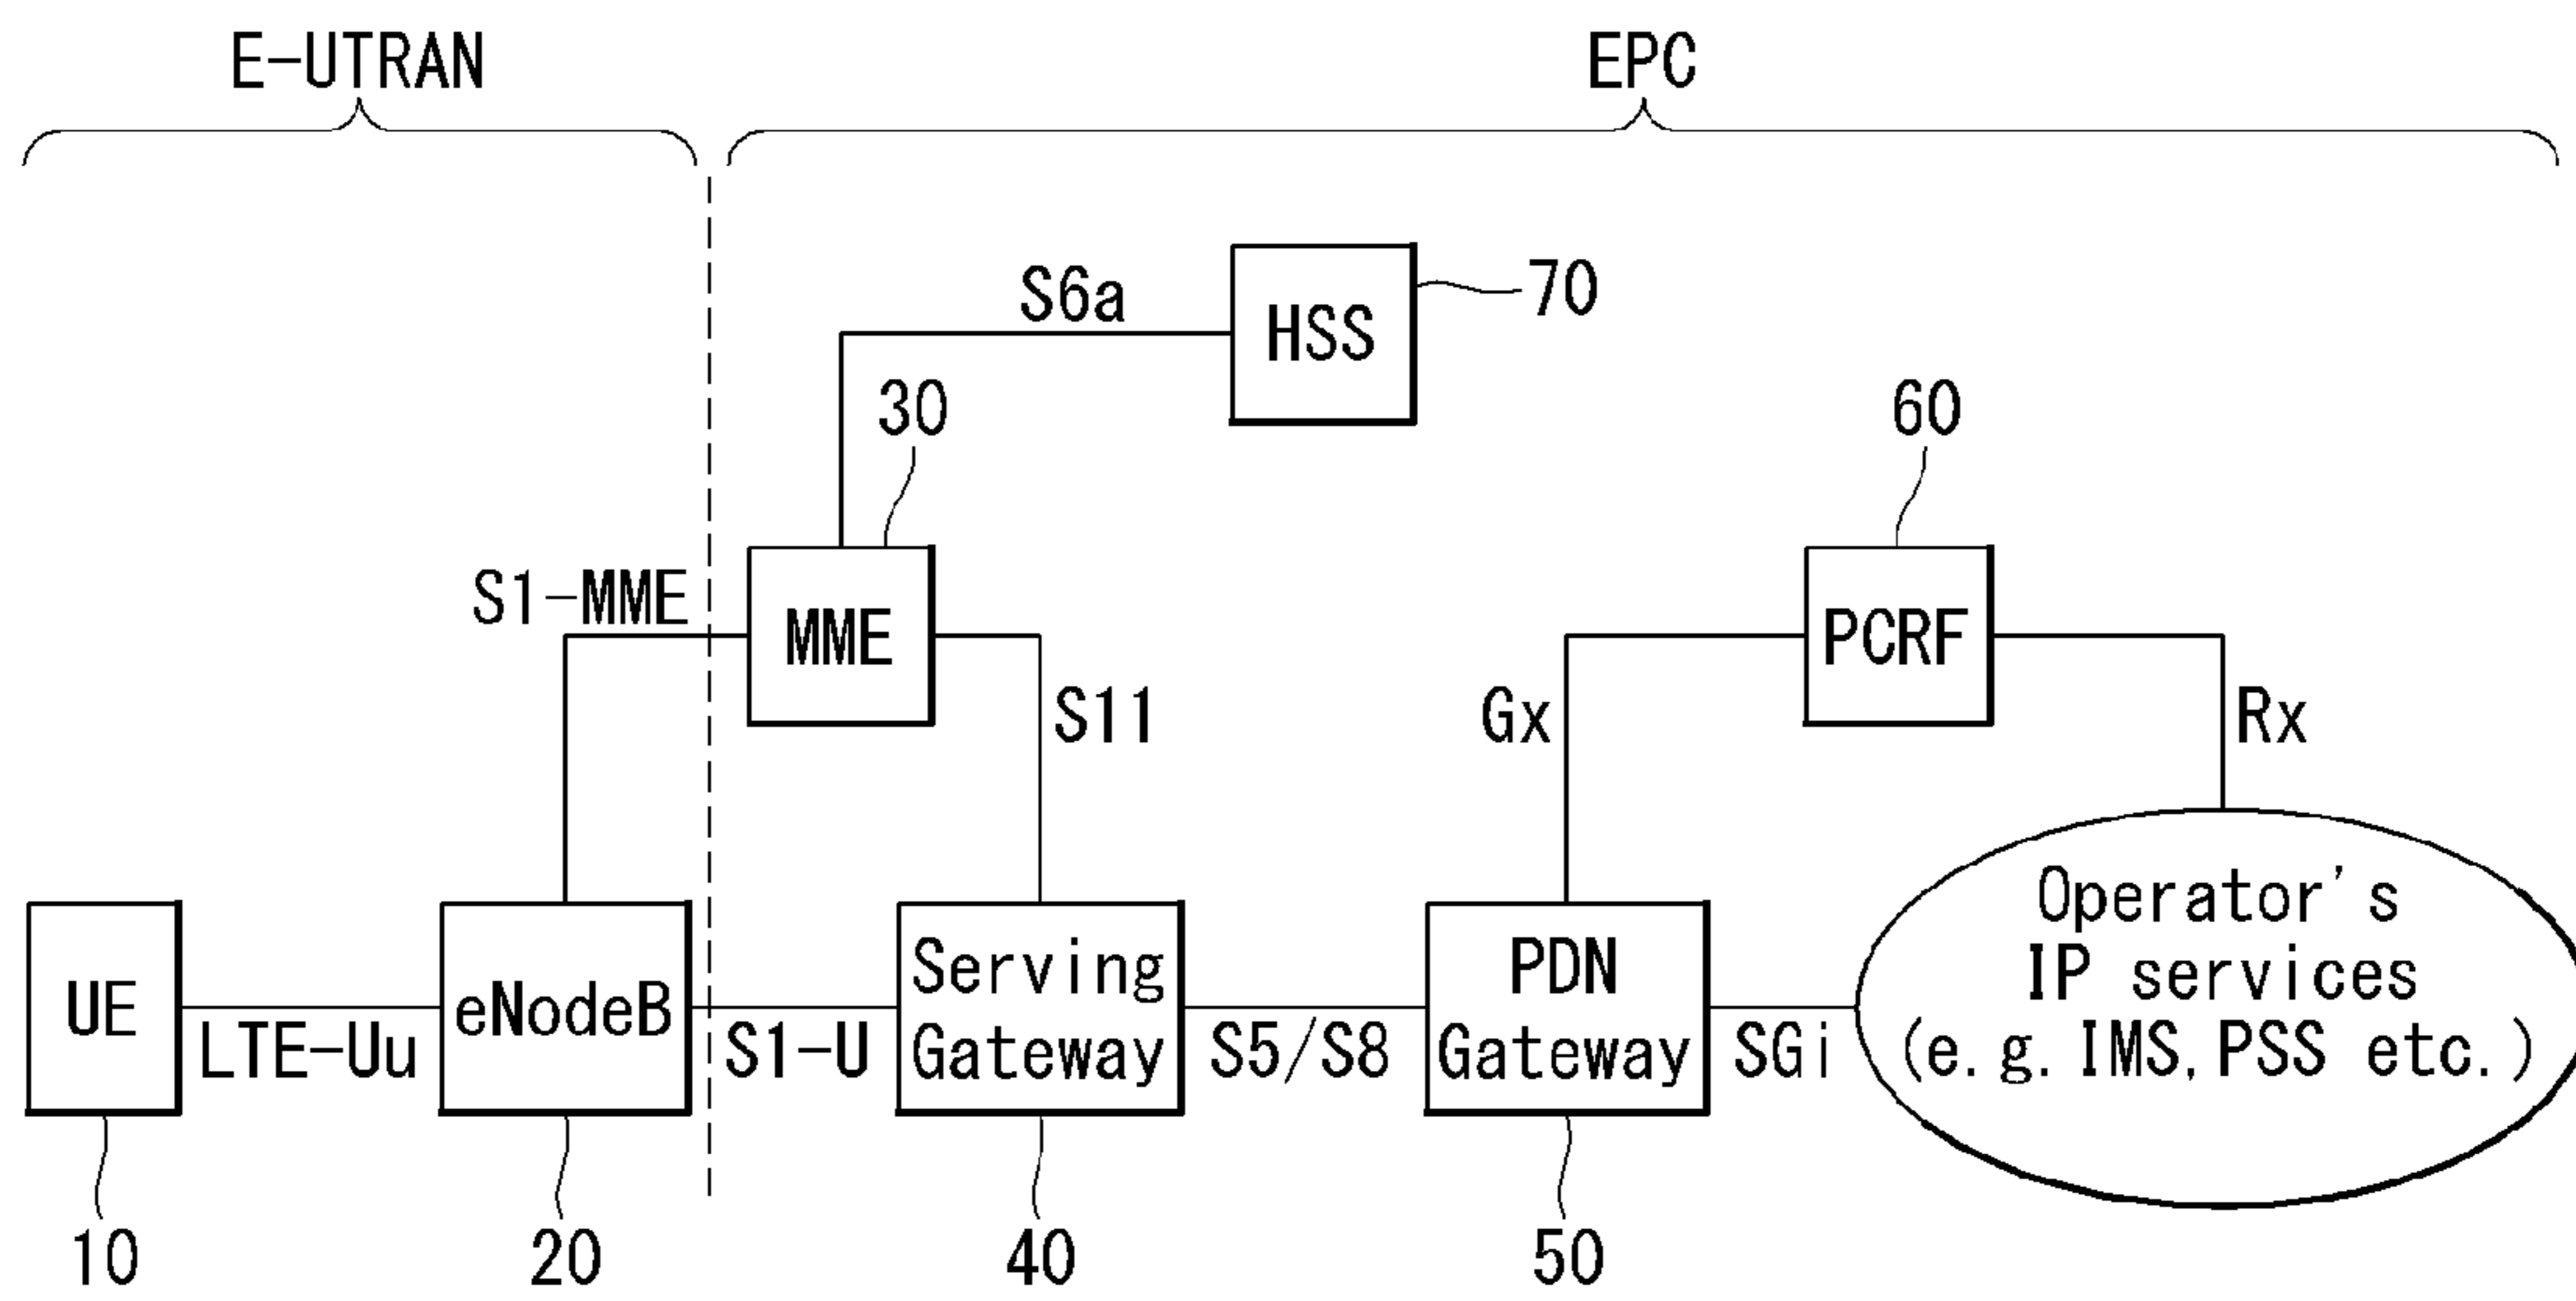 E-UTRAN
EPC
S6a
HSS
70
30
60
S1-MME
MME
S11
Gx
PCRF
Rx
UE
LTE-Uu
eNodeB
S1-U
Serving
Gateway
S5/S8
PDN
Gateway
SGi
Operator's
IP services
(e.g. IMS, PSS etc.)
10
20
40
50